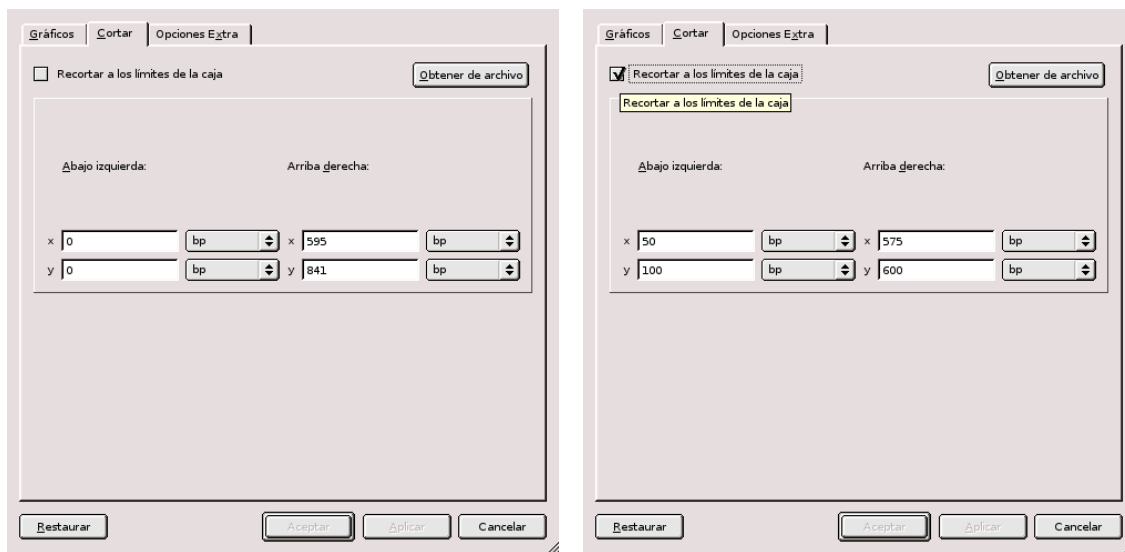 Gráficos Cortar Opciones Extra
Recortar a los límites de la caja Obtener de archivo
Abajo izquierda: Arriba derecha:
x 0 bp x 595 bp
y 0 bp y 841 bp
Restaurar Aceptar Aplicar Cancelar
Gráficos Cortar Opciones Extra
Recortar a los límites de la caja Obtener de archivo
Recortar a los límites de la caja
Abajo izquierda: Arriba derecha:
x 50 bp x 575 bp
y 100 bp y 600 bp
Restaurar Aceptar Aplicar Cancelar